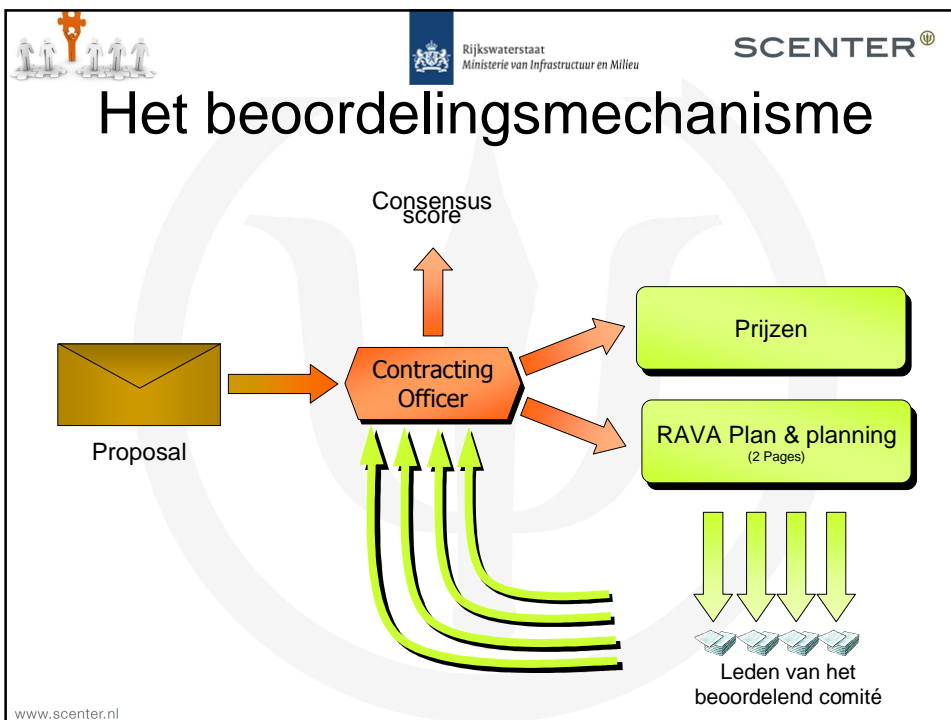 Rijkswaterstaat
Ministerie van Infrastructuur en Milieu
SCENTER
Het beoordelingsmechanisme
Consensus
score
Prijzen
Contracting
Officer
Proposal
RAVA Plan & planning
(2 Pages)
Leden van het
beoordelend comité
www.scenter.nl